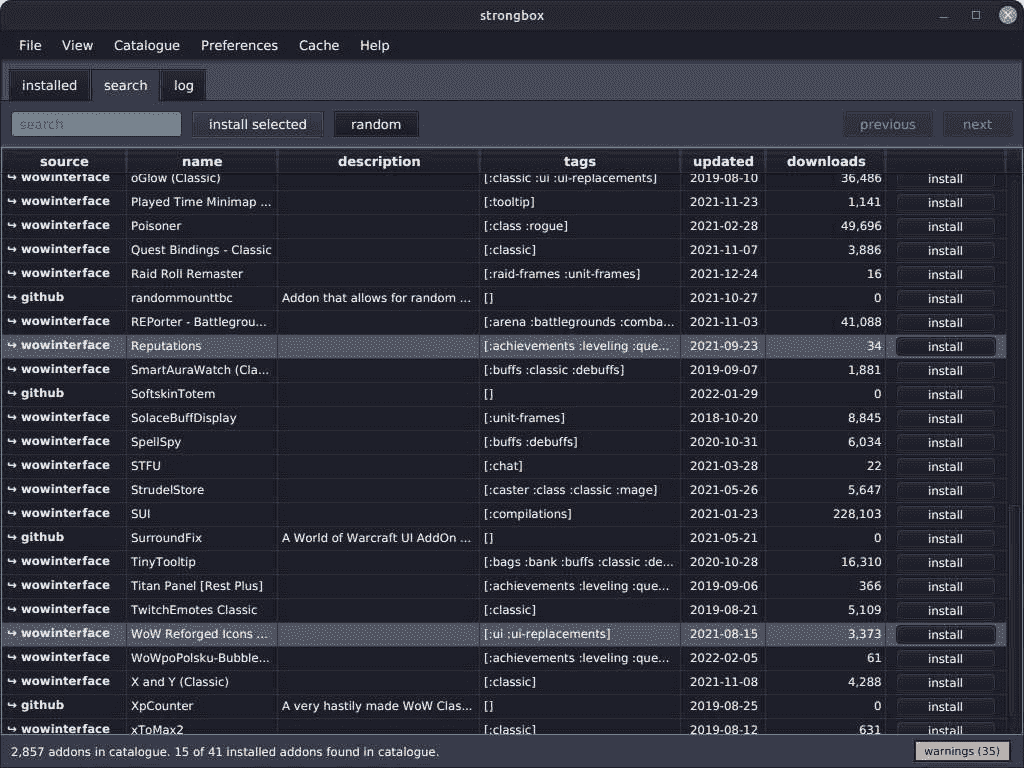 strongbox
File View Catalogue Preferences Cache Help
installed search log
search install selected random previous next
source name description tags updated downloads
↪ wowinterface oGlow (Classic) [:classic :ui :ui-replacements] 2019-08-10 36,486 install
↪ wowinterface Played Time Minimap ... [:tooltip] 2021-11-23 1,141 install
↪ wowinterface Poisoner [:class :rogue] 2021-02-28 49,696 install
↪ wowinterface Quest Bindings - Classic [:classic] 2021-11-07 3,886 install
↪ wowinterface Raid Roll Remaster [:raid-frames :unit-frames] 2021-12-24 16 install
↪ github randommounttbc Addon that allows for random ... [] 2021-10-27 0 install
↪ wowinterface REPorter - Battlegrou... [:arena :battlegrounds :comba... 2021-11-03 41,088 install
↪ wowinterface Reputations [:achievements :leveling :que... 2021-09-23 34 install
↪ wowinterface SmartAuraWatch (Cla... [:buffs :classic :debuffs] 2019-09-07 1,881 install
↪ github SoftskinTotem [] 2022-01-29 0 install
↪ wowinterface SolaceBuffDisplay [:unit-frames] 2018-10-20 8,845 install
↪ wowinterface SpellSpy [:buffs :debuffs] 2020-10-31 6,034 install
↪ wowinterface STFU [:chat] 2021-03-28 22 install
↪ wowinterface StrudelStore [:caster :class :classic :mage] 2021-05-26 5,647 install
↪ wowinterface SUI [:compilations] 2021-01-23 228,103 install
↪ github SurroundFix A World of Warcraft UI AddOn ... [] 2021-05-21 0 install
↪ wowinterface TinyTooltip [:bags :bank :buffs :classic :de... 2020-10-28 16,310 install
↪ wowinterface Titan Panel [Rest Plus] [:achievements :leveling :que... 2019-09-06 366 install
↪ wowinterface TwitchEmotes Classic [:classic] 2019-08-21 5,109 install
↪ wowinterface WoW Reforged Icons ... [:ui :ui-replacements] 2021-08-15 3,373 install
↪ wowinterface WoWpoPolsku-Bubble... [:achievements :leveling :que... 2022-02-05 61 install
↪ wowinterface X and Y (Classic) [:classic] 2021-11-08 4,288 install
↪ github XpCounter A very hastily made WoW Clas... [] 2019-08-25 0 install
↪ wowinterface xToMax2 [:classic] 2019-08-12 631 install
2,857 addons in catalogue. 15 of 41 installed addons found in catalogue. warnings (35)